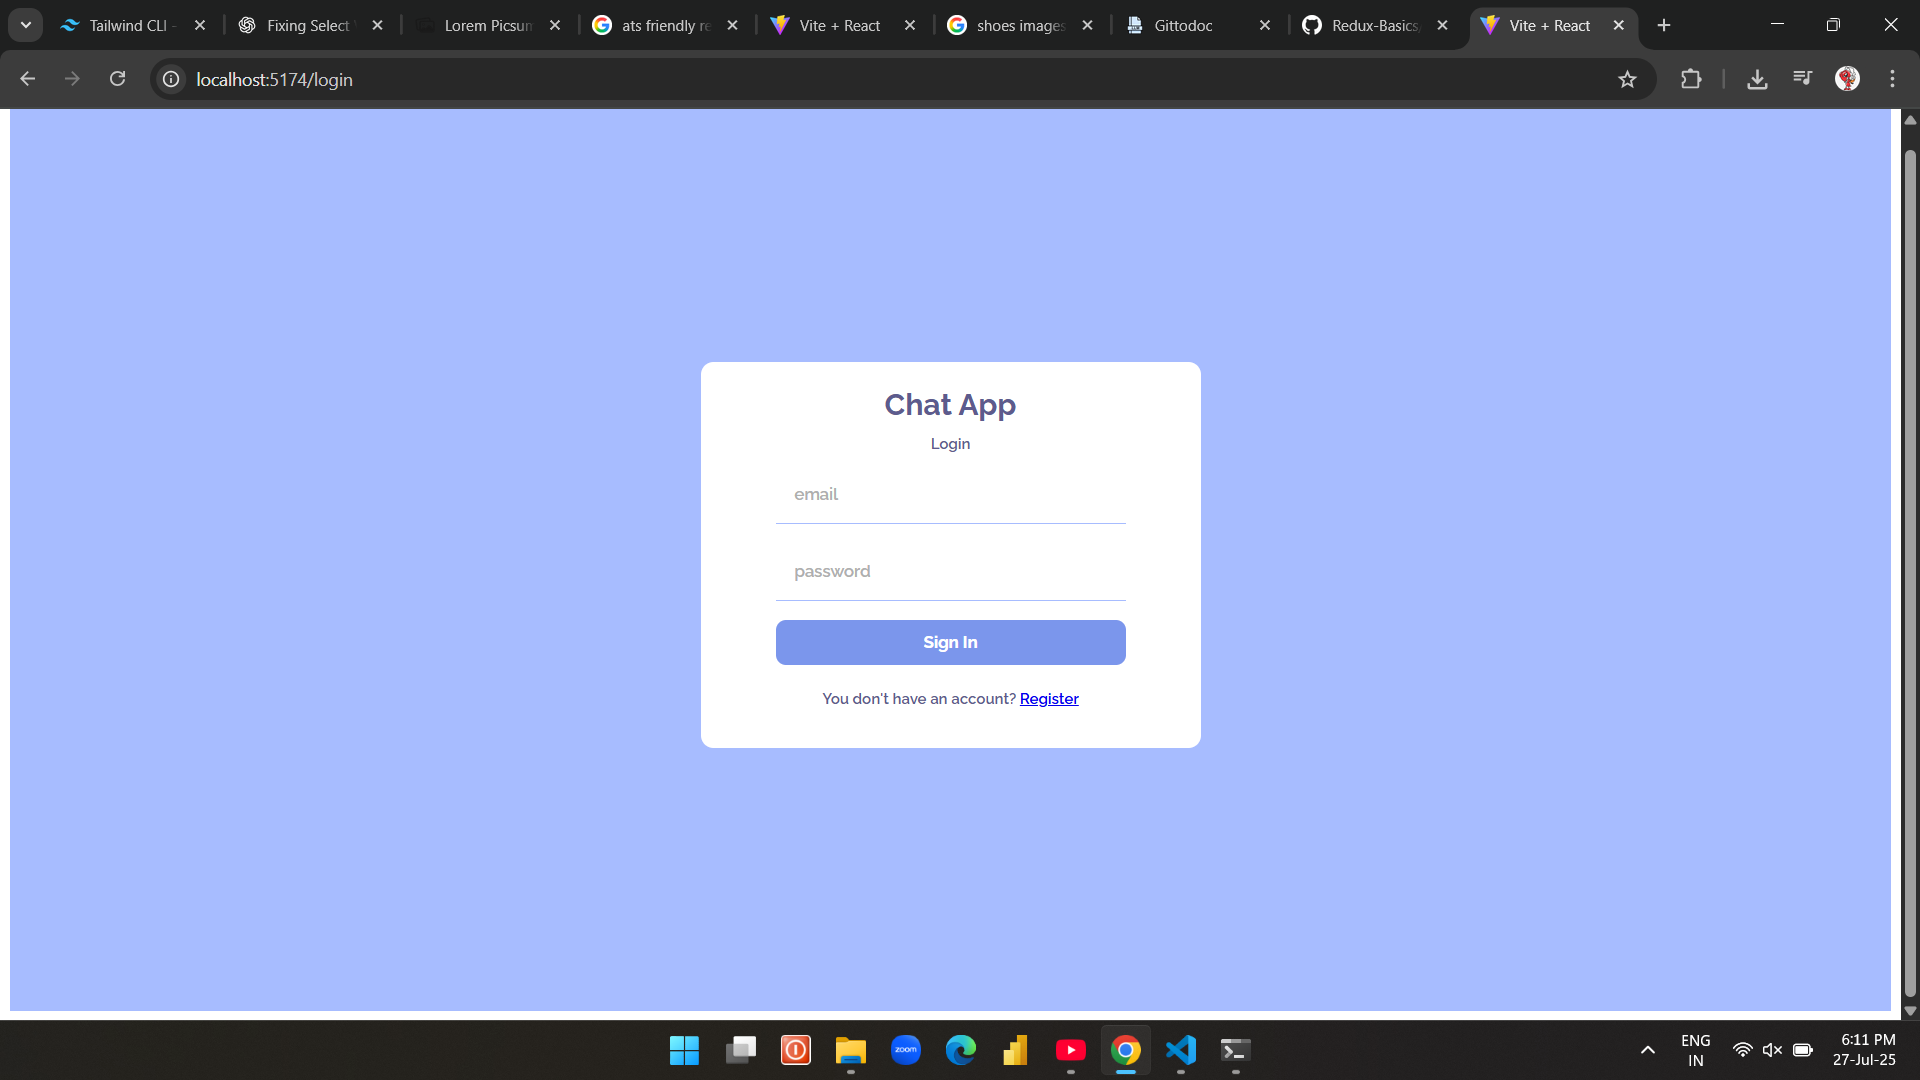 Tailwind CLI -
Fixing Select
Lorem Picsum
ats friendly re
Vite + React
shoes images
Gittodoc
Redux-Basics
Vite + React
localhost:5174/login
Chat App
Login
email
password
Sign In
You don't have an account? Register
zoom
ENG
IN
6:11 PM
27-Jul-25